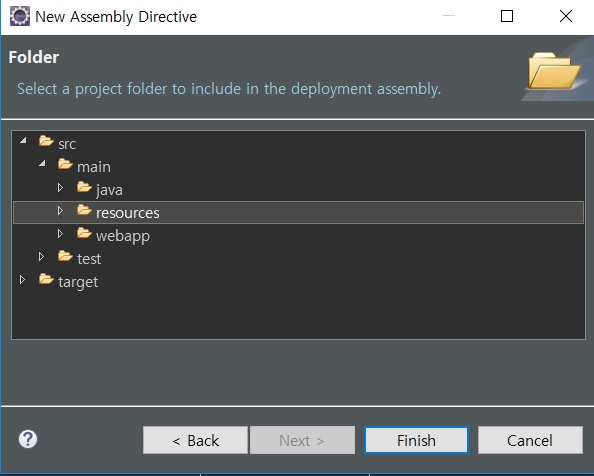 New Assembly Directive
Folder
Select a project folder to include in the deployment assembly.
src
main
java
resources
webapp
test
target
< Back
Next >
Finish
Cancel